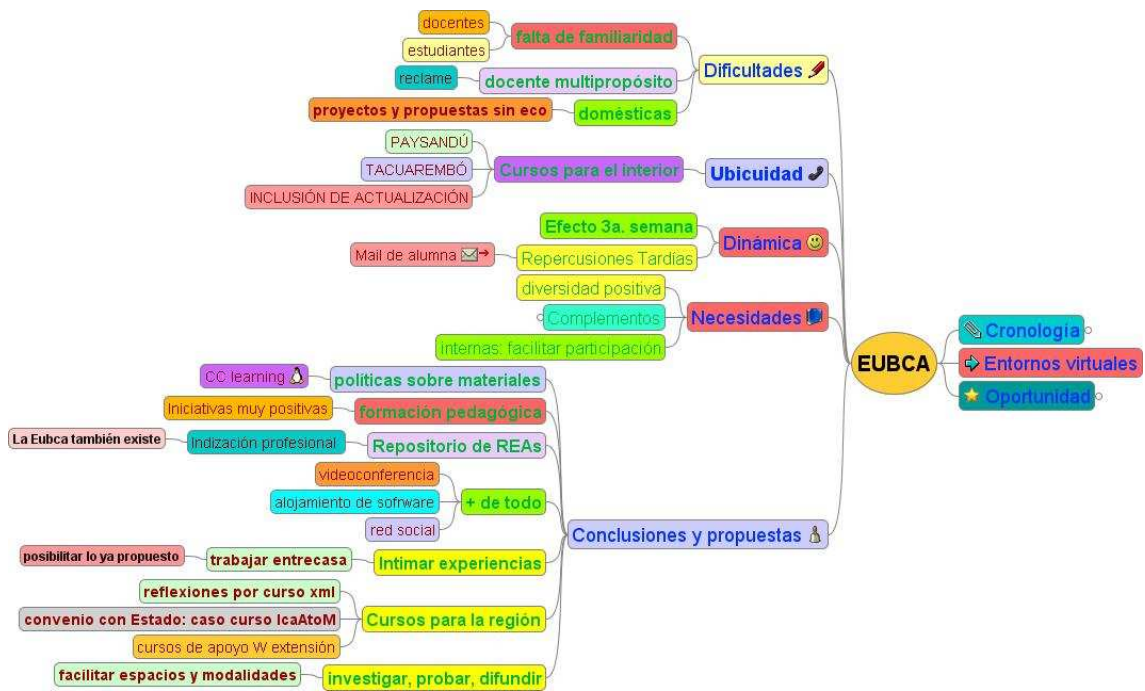 docentes
estudiantes
falta de familiaridad
reclame
docente multipropósito
proyectos y propuestas sin eco
domésticas
Dificultades
PAYSANDÚ
TACUAREMBÓ
INCLUSIÓN DE ACTUALIZACIÓN
Cursos para el interior
Ubicuidad
Efecto 3a. semana
Mail de alumna
Repercusiones Tardías
Dinámica
diversidad positiva
Complementos
internas: facilitar participación
Necesidades
EUBCA
Cronología
Entornos virtuales
Oportunidad
CC learning
políticas sobre materiales
Iniciativas muy positivas
formación pedagógica
La Eubca también existe
Indización profesional
Repositorio de REAs
videoconferencia
alojamiento de sofrware
red social
+ de todo
Conclusiones y propuestas
posibilitar lo ya propuesto
trabajar entrecasa
Intimar experiencias
reflexiones por curso xml
convenio con Estado: caso curso IcaAtoM
cursos de apoyo W extensión
Cursos para la región
facilitar espacios y modalidades
investigar, probar, difundir